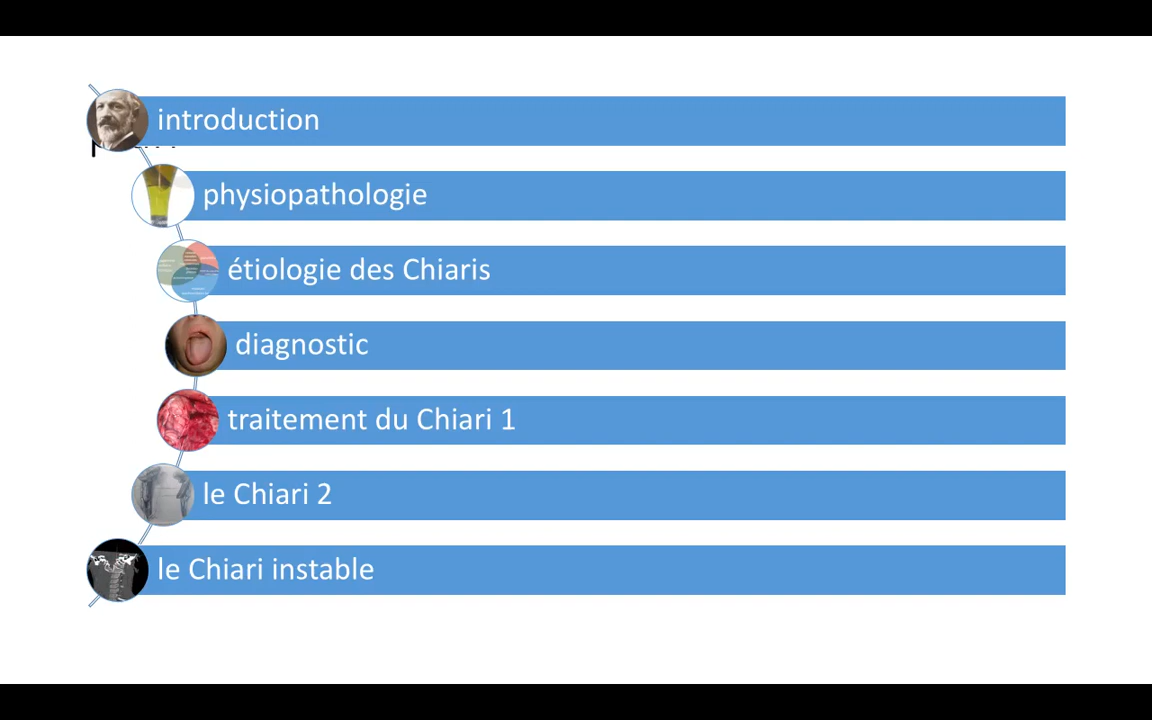 introduction
physiopathologie
étiologie des Chiaris
diagnostic
traitement du Chiari 1
le Chiari 2
le Chiari instable